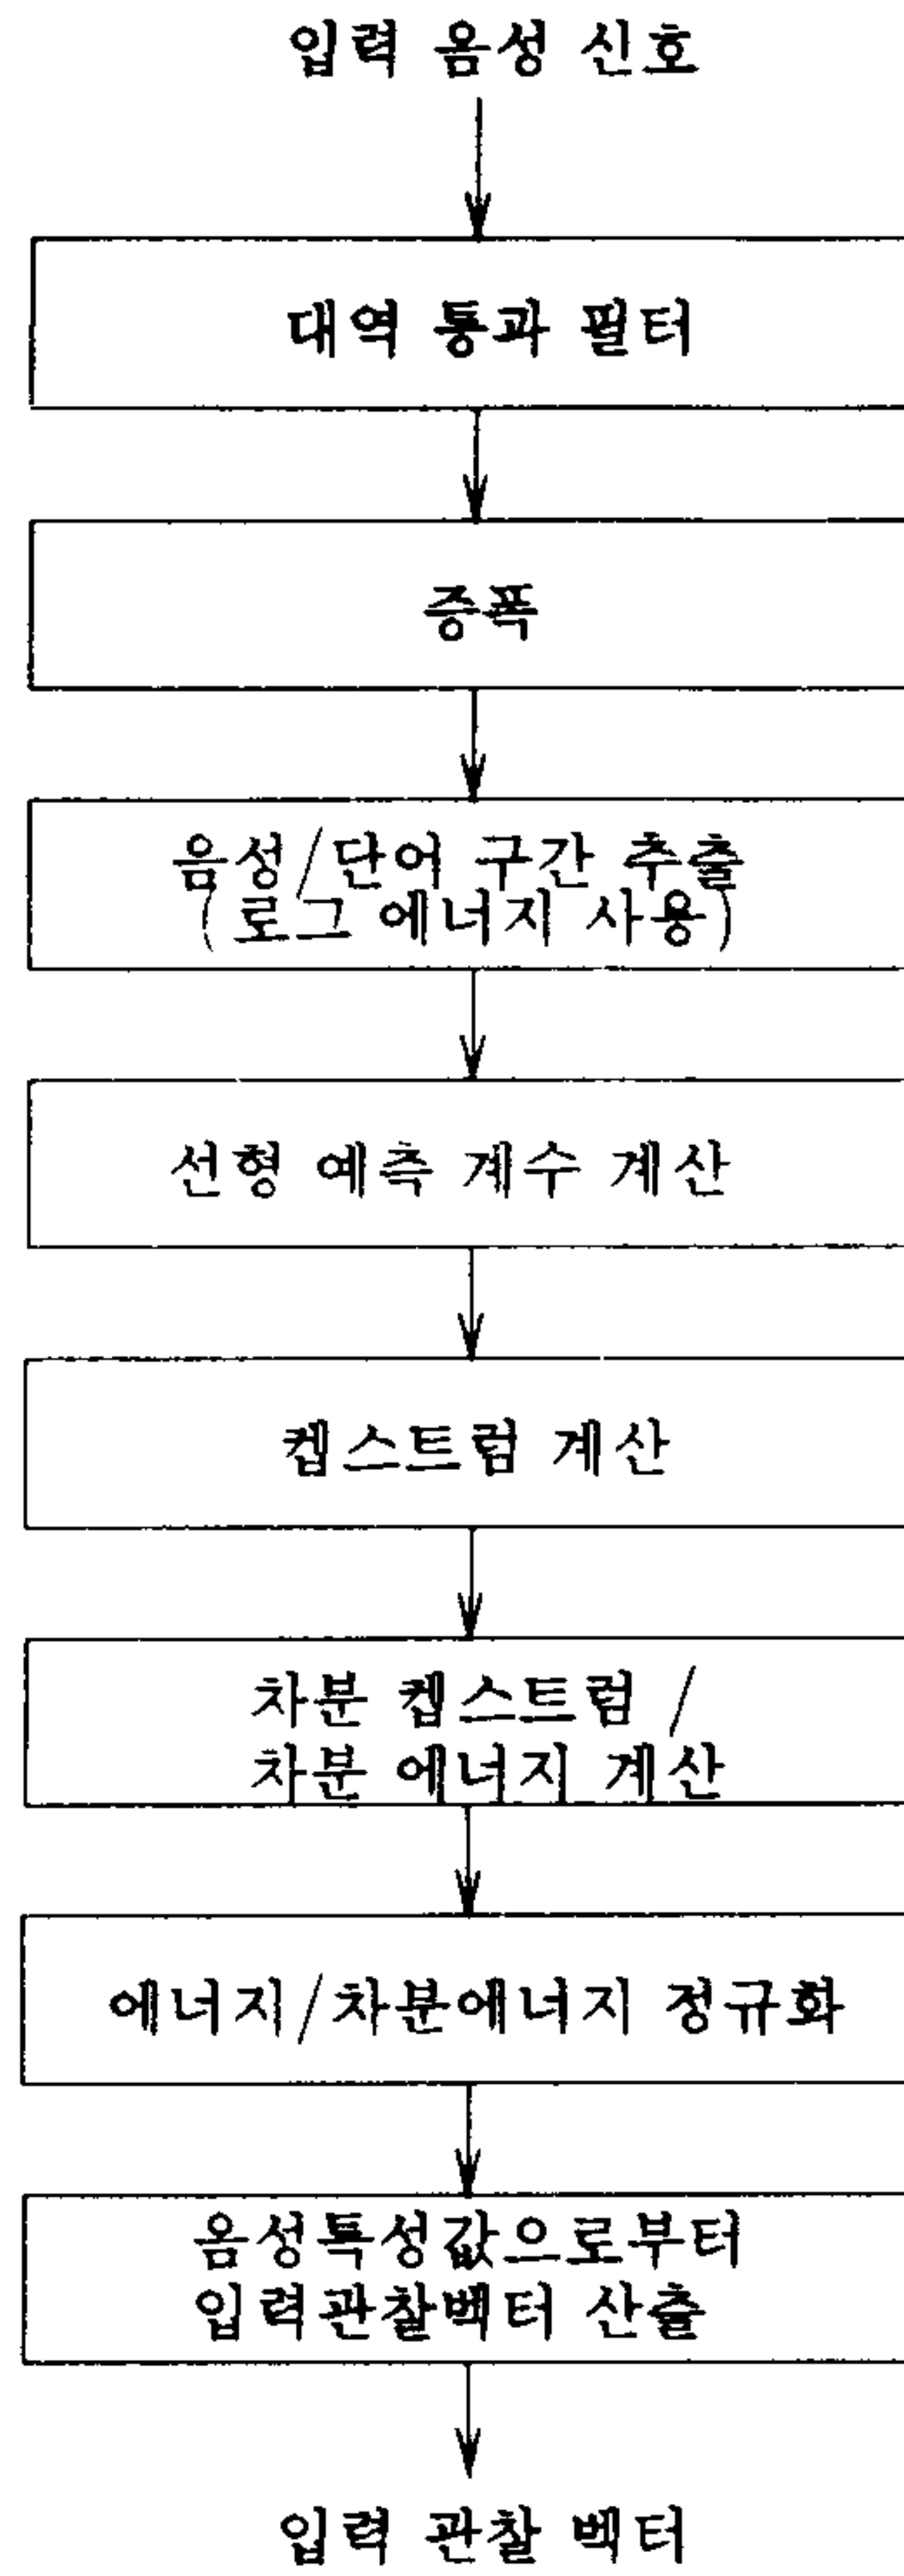 입력 음성 신호
대역 통과 필터
증폭
음성/단어 구간 추출
(로그 에너지 사용)
선형 예측 계수 계산
켑스트럼 계산
차분 켑스트럼 /
차분 에너지 계산
에너지/차분에너지 정규화
음성특성값으로부터
입력관찰벡터 산출
입력 관찰 벡터